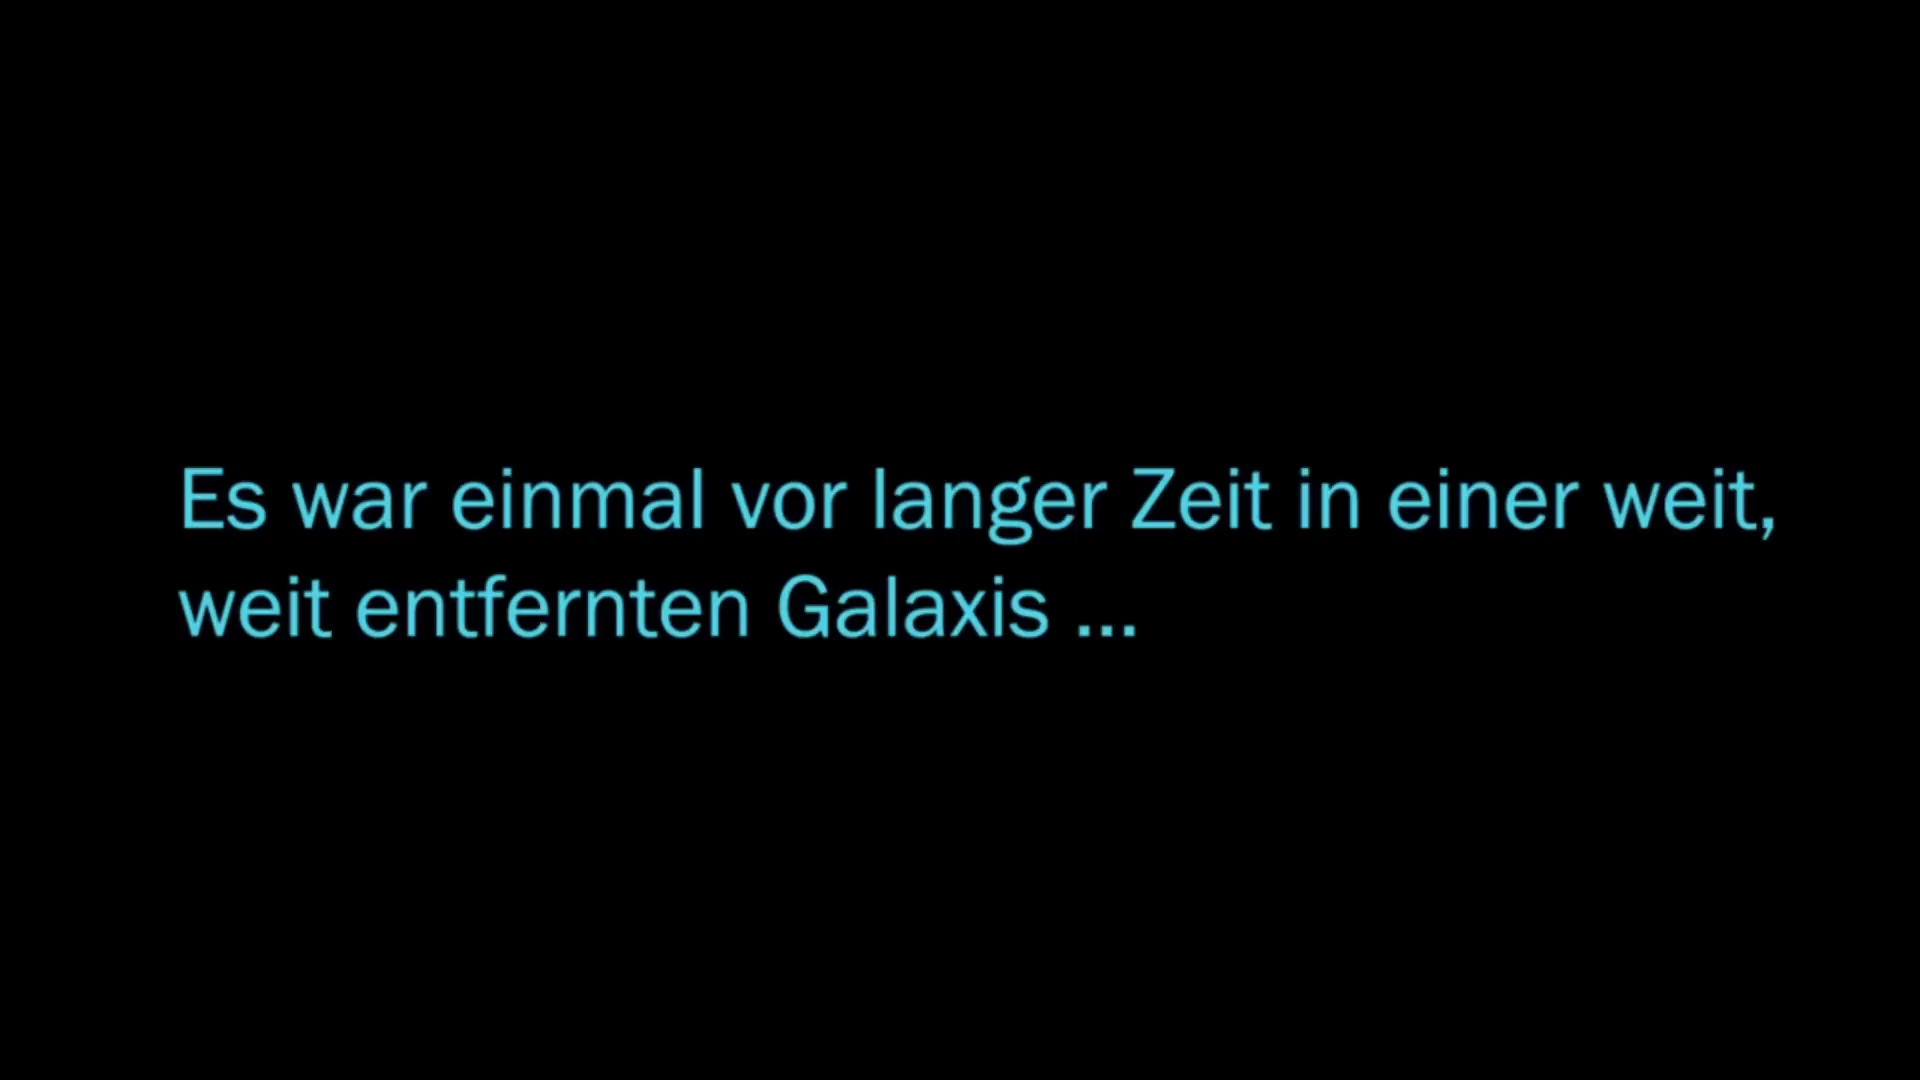 Es war einmal vor langer Zeit in einer weit,
weit entfernten Galaxis ...